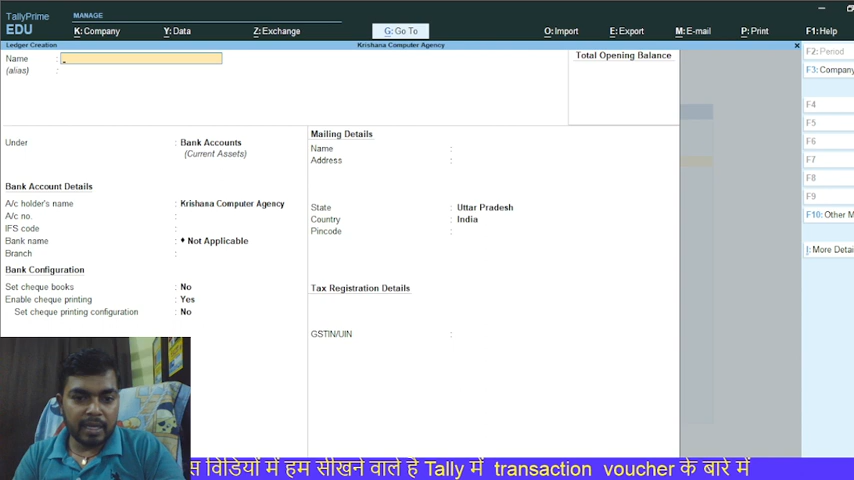 TallyPrime
EDU
MANAGE
K: Company
Y: Data
Z: Exchange
G: Go To
O: Import
E: Export
M: E-mail
P: Print
F1: Help
Ledger Creation
Krishana Computer Agency
Name :
(alias) :
Total Opening Balance
F2: Period
F3: Company
F4
F5
F6
F7
F8
F9
F10: Other M
|: More Detai
Under : Bank Accounts
(Current Assets)
Bank Account Details
A/c holder's name : Krishana Computer Agency
A/c no. :
IFS code :
Bank name : ♦ Not Applicable
Branch :
Bank Configuration
Set cheque books : No
Enable cheque printing : Yes
Set cheque printing configuration : No
Mailing Details
Name :
Address :
State : Uttar Pradesh
Country : India
Pincode :
Tax Registration Details
GSTIN/UIN :
स विडियों में हम सीखने वाले है Tally में transaction voucher के बारे में